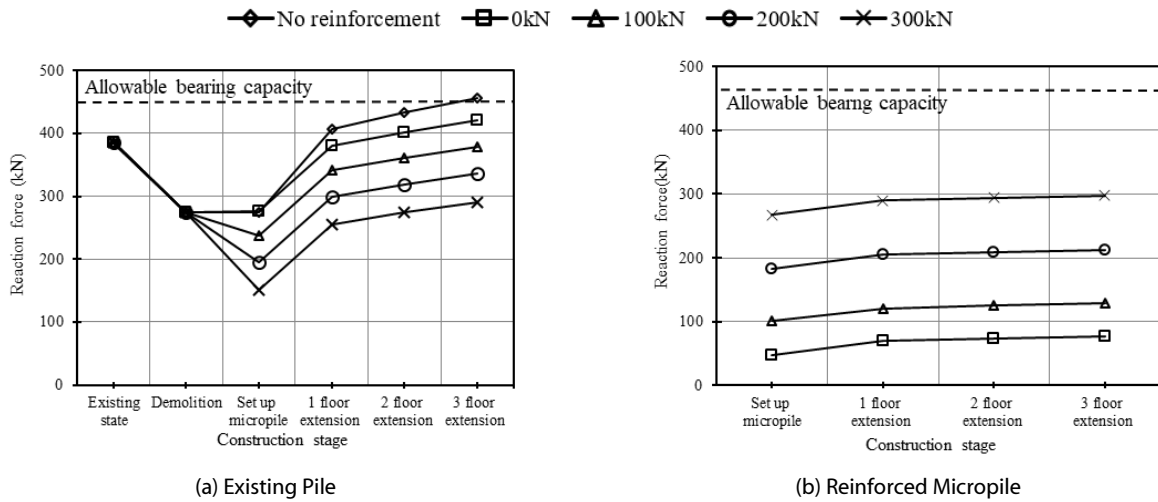 No reinforcement 0kN 100kN 200kN 300kN
500
400
300
200
100
0
Reaction force (kN)
Allowable bearing capacity
Existing state
Demolition
Set up micropile
1 floor extension
2 floor extension
3 floor extension
Construction stage
(a) Existing Pile
500
400
300
200
100
0
Reaction force(kN)
Allowable bearng capacity
Set up micropile
1 floor extension
2 floor extension
3 floor extension
Construction stage
(b) Reinforced Micropile